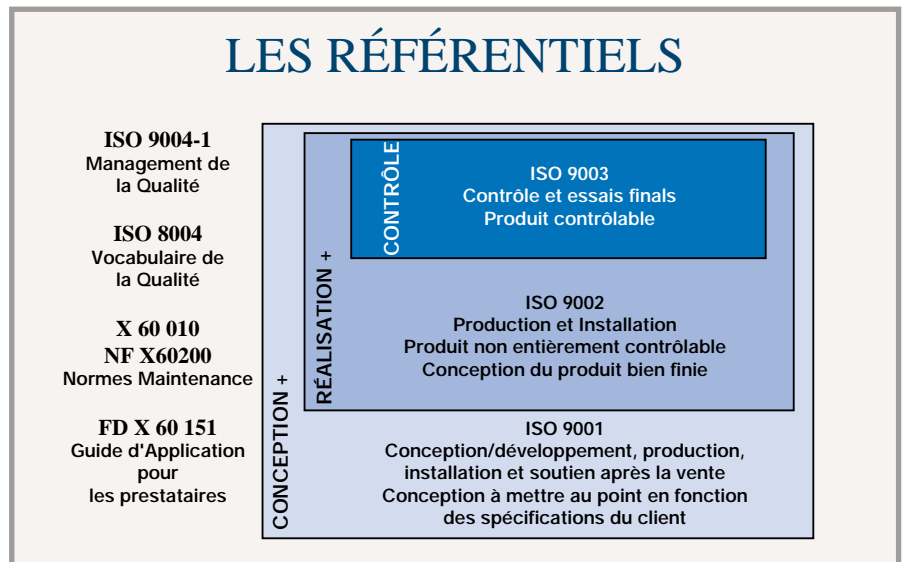 LES RÉFÉRENTIELS
ISO 9004-1
Management de
la Qualité
ISO 8004
Vocabulaire de
la Qualité
X 60 010
NF X60200
Normes Maintenance
FD X 60 151
Guide d'Application
pour
les prestataires
CONTRÔLE
ISO 9003
Contrôle et essais finals
Produit contrôlable
RÉALISATION +
ISO 9002
Production et Installation
Produit non entièrement contrôlable
Conception du produit bien finie
CONCEPTION +
ISO 9001
Conception/développement, production,
installation et soutien après la vente
Conception à mettre au point en fonction
des spécifications du client